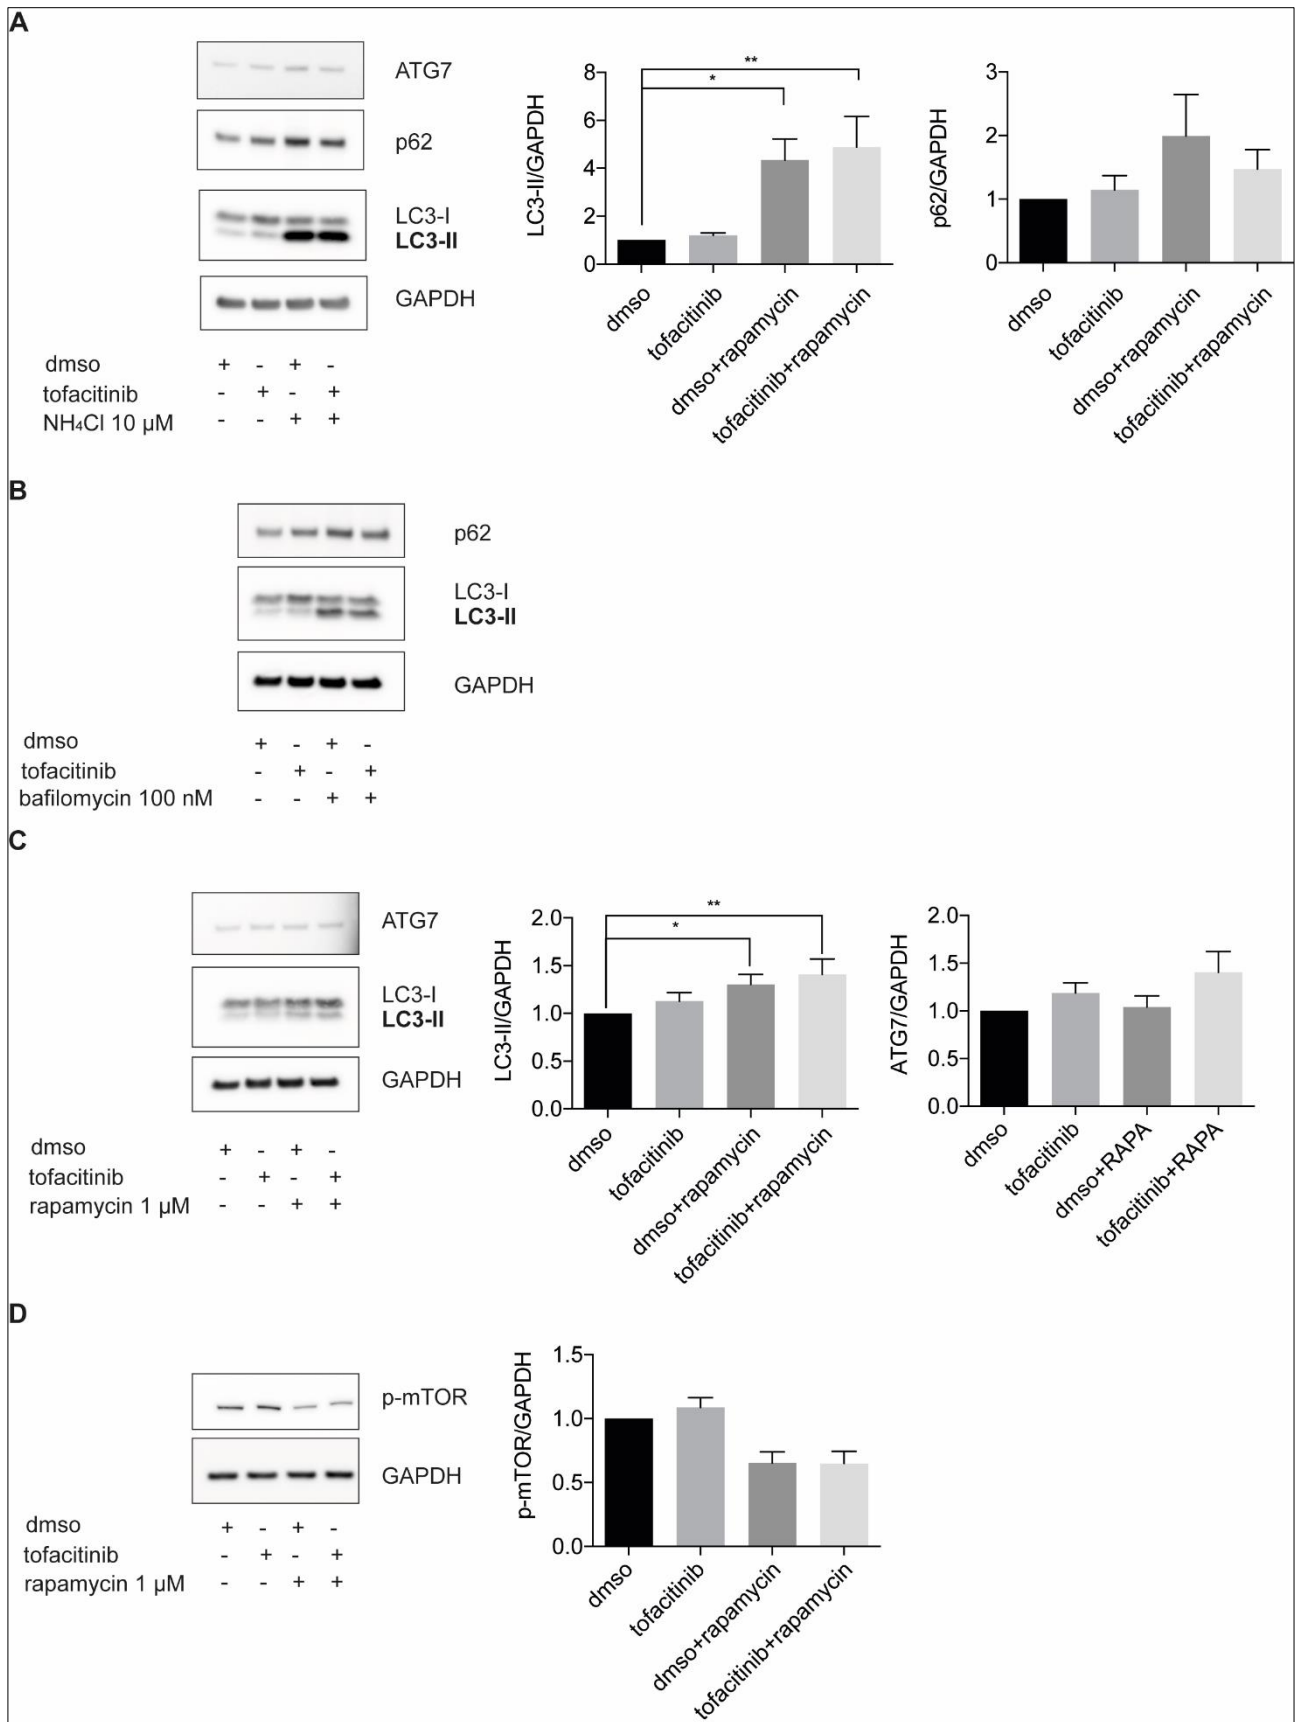 A
ATG7
p62
LC3-I
LC3-II
GAPDH
dmso + - + -
tofacitinib - + - +
NH₄Cl 10 µM - - + +
LC3-II/GAPDH
8
6
4
2
0
*
**
dmso
tofacitinib
dmso+rapamycin
tofacitinib+rapamycin
p62/GAPDH
3
2
1
0
dmso
tofacitinib
dmso+rapamycin
tofacitinib+rapamycin
B
p62
LC3-I
LC3-II
GAPDH
dmso + - + -
tofacitinib - + - +
bafilomycin 100 nM - - + +
C
ATG7
LC3-I
LC3-II
GAPDH
dmso + - + -
tofacitinib - + - +
rapamycin 1 µM - - + +
LC3-II/GAPDH
2.0
1.5
1.0
0.5
0.0
**
*
dmso
tofacitinib
dmso+rapamycin
tofacitinib+rapamycin
ATG7/GAPDH
2.0
1.5
1.0
0.5
0.0
dmso
tofacitinib
dmso+RAPA
tofacitinib+RAPA
D
p-mTOR
GAPDH
dmso + - + -
tofacitinib - + - +
rapamycin 1 µM - - + +
p-mTOR/GAPDH
1.5
1.0
0.5
0.0
dmso
tofacitinib
dmso+rapamycin
tofacitinib+rapamycin